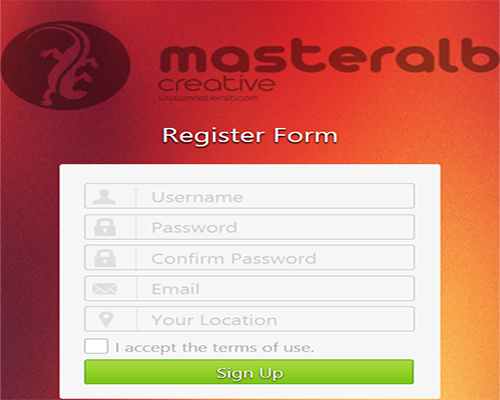 masteralb
creative
www.masteralb.com
Register Form
Username
Password
Confirm Password
Email
Your Location
I accept the terms of use.
Sign Up